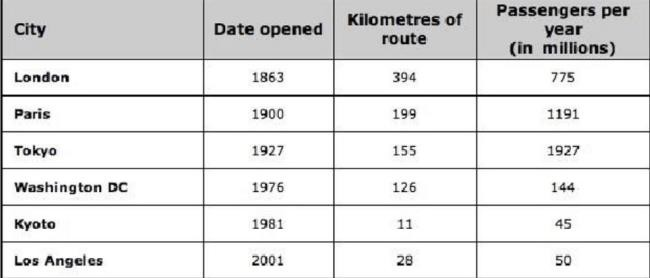 City Date opened Kilometres of route Passengers per year (in millions)
London 1863 394 775
Paris 1900 199 1191
Tokyo 1927 155 1927
Washington DC 1976 126 144
Kyoto 1981 11 45
Los Angeles 2001 28 50